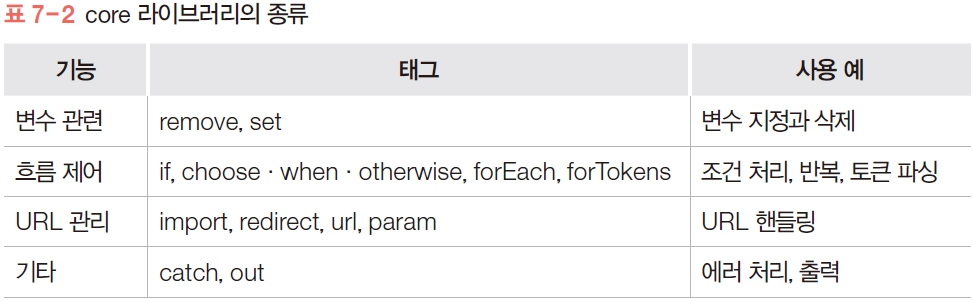 표 7-2 core 라이브러리의 종류
기능 태그 사용 예
변수 관련 remove, set 변수 지정과 삭제
흐름 제어 if, choose · when · otherwise, forEach, forTokens 조건 처리, 반복, 토큰 파싱
URL 관리 import, redirect, url, param URL 핸들링
기타 catch, out 에러 처리, 출력